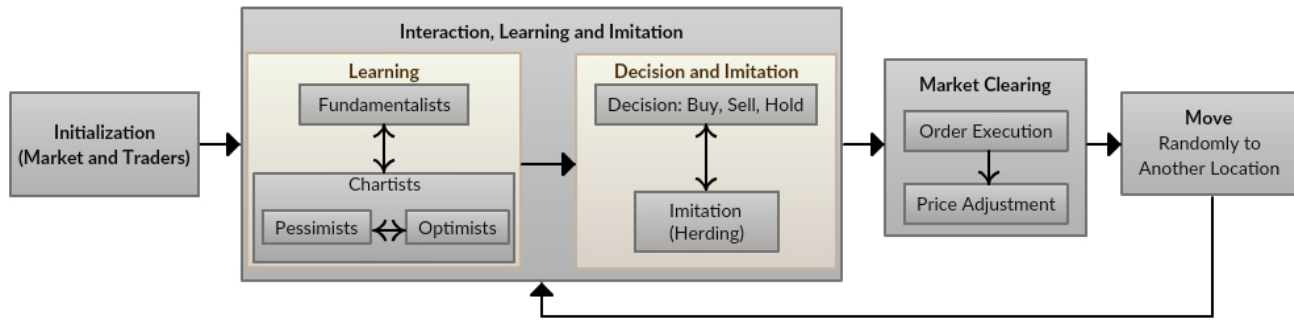 Initialization
(Market and Traders)
Interaction, Learning and Imitation
Learning
Fundamentalists
Chartists
Pessimists
Optimists
Decision and Imitation
Decision: Buy, Sell, Hold
Imitation
(Herding)
Market Clearing
Order Execution
Price Adjustment
Move
Randomly to
Another Location